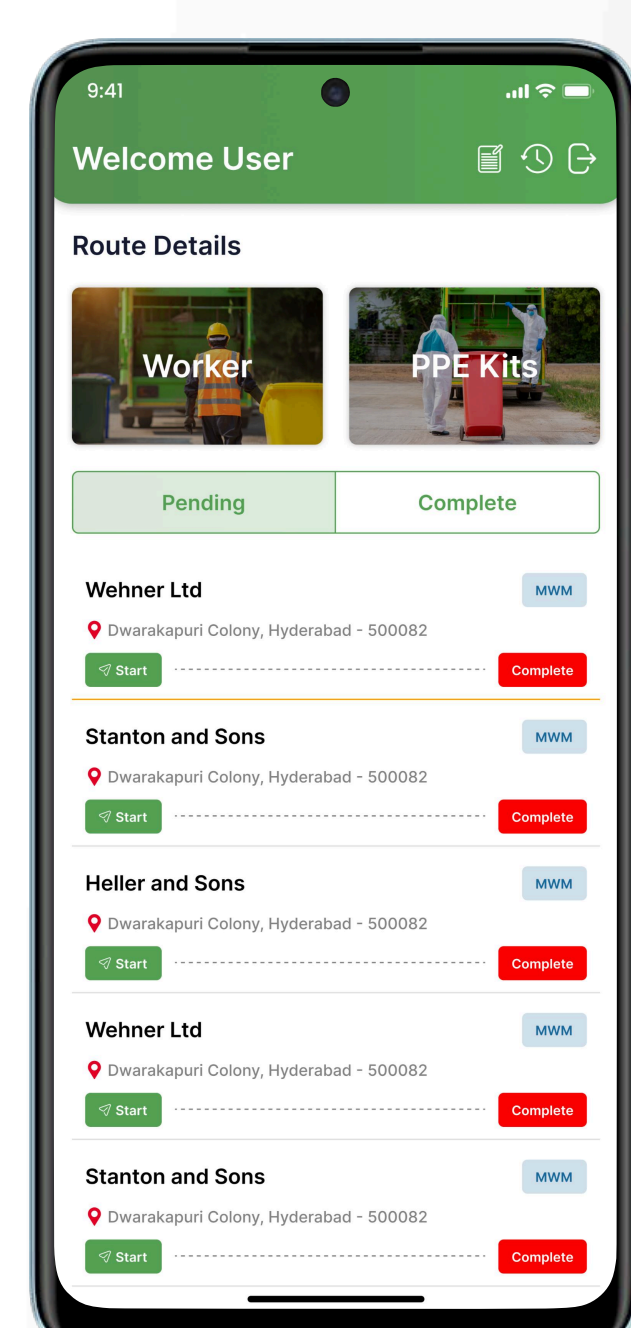 9:41
Welcome User
Route Details
Worker
PPE Kits
Pending
Complete
Wehner Ltd
MWM
Dwarakapuri Colony, Hyderabad - 500082
Start
Complete
Stanton and Sons
MWM
Dwarakapuri Colony, Hyderabad - 500082
Start
Complete
Heller and Sons
MWM
Dwarakapuri Colony, Hyderabad - 500082
Start
Complete
Wehner Ltd
MWM
Dwarakapuri Colony, Hyderabad - 500082
Start
Complete
Stanton and Sons
MWM
Dwarakapuri Colony, Hyderabad - 500082
Start
Complete